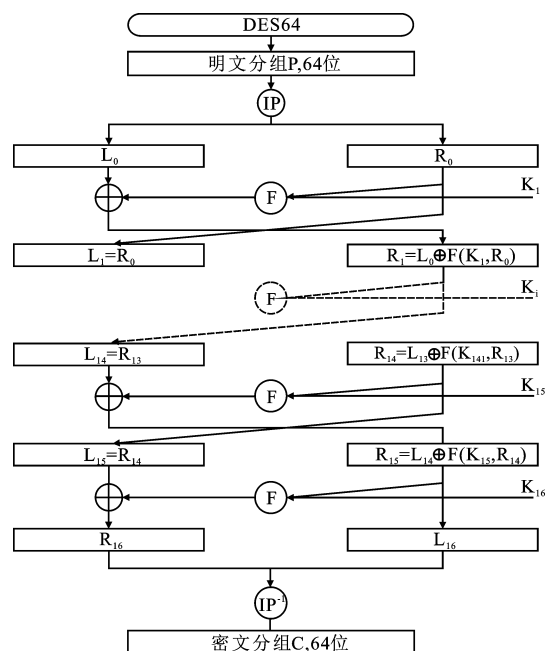 DES64
明文分组P,64位
IP
L₀
R₀
F
K₁
L₁=R₀
R₁=L₀⊕F(K₁,R₀)
F
Kᵢ
L₁₄=R₁₃
R₁₄=L₁₃⊕F(K₁₄₁,R₁₃)
F
K₁₅
L₁₅=R₁₄
R₁₅=L₁₄⊕F(K₁₅,R₁₄)
F
K₁₆
R₁₆
L₁₆
IP⁻¹
密文分组C,64位